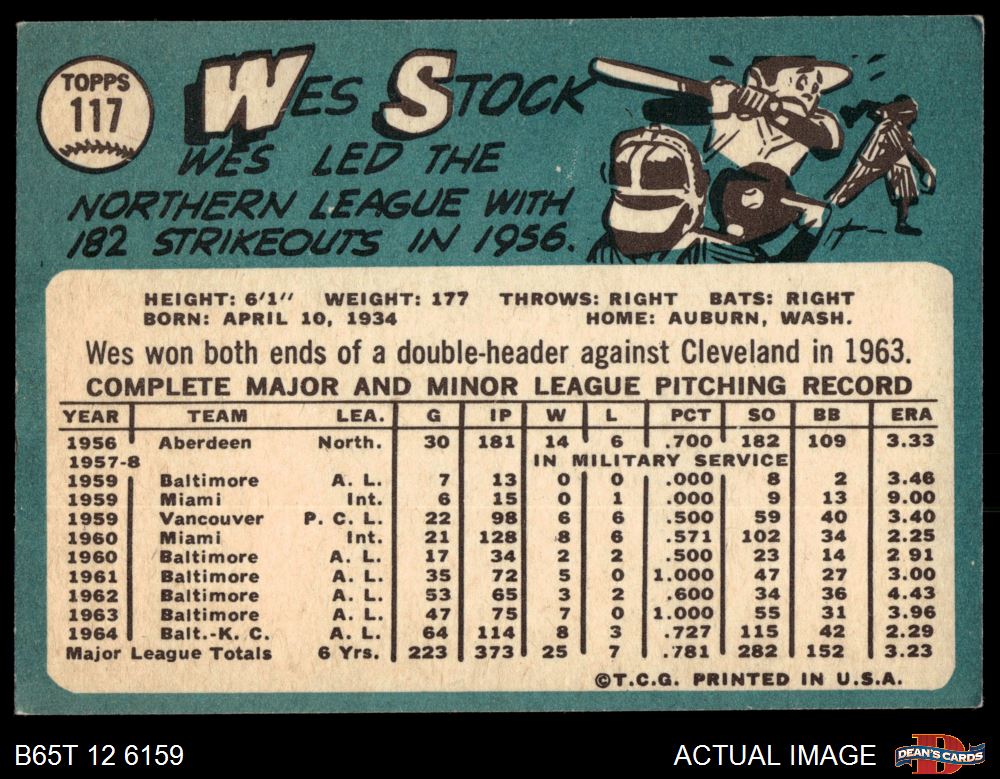 TOPPS
117
WES STOCK
WES LED THE
NORTHERN LEAGUE WITH
182 STRIKEOUTS IN 1956.
HEIGHT: 6'1" WEIGHT: 177 THROWS: RIGHT BATS: RIGHT
BORN: APRIL 10, 1934 HOME: AUBURN, WASH.
Wes won both ends of a double-header against Cleveland in 1963.
COMPLETE MAJOR AND MINOR LEAGUE PITCHING RECORD
YEAR TEAM LEA. G IP W L PCT SO BB ERA
1956 Aberdeen North. 30 181 14 6 .700 182 109 3.33
1957-8 IN MILITARY SERVICE
1959 Baltimore A. L. 7 13 0 0 .000 8 2 3.46
1959 Miami Int. 6 15 0 1 .000 9 13 9.00
1959 Vancouver P. C. L. 22 98 6 6 .500 59 40 3.40
1960 Miami Int. 21 128 8 6 .571 102 34 2.25
1960 Baltimore A. L. 17 34 2 2 .500 23 14 2 91
1961 Baltimore A. L. 35 72 5 0 1.000 47 27 3.00
1962 Baltimore A. L. 53 65 3 2 .600 34 36 4.43
1963 Baltimore A. L. 47 75 7 0 1.000 55 31 3.96
1964 Balt.-K. C. A. L. 64 114 8 3 .727 115 42 2.29
Major League Totals 6 Yrs. 223 373 25 7 .781 282 152 3.23
©T.C.G. PRINTED IN U.S.A.
B65T 12 6159 ACTUAL IMAGE DEAN'S CARDS